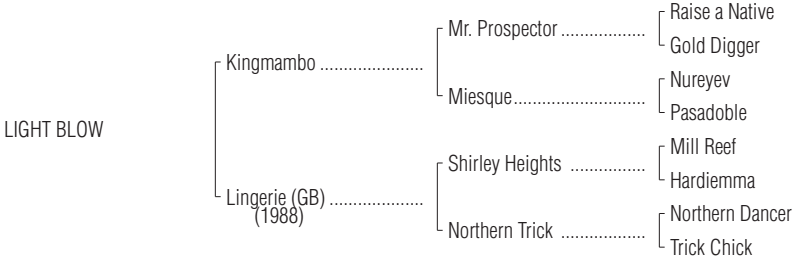 Raise a Native
Mr. Prospector ..................
Gold Digger
Kingmambo ......................
Nureyev
Miesque............................
Pasadoble
LIGHT BLOW
Mill Reef
Shirley Heights ................
Hardiemma
Lingerie (GB) ....................
(1988)
Northern Dancer
Northern Trick ..................
Trick Chick